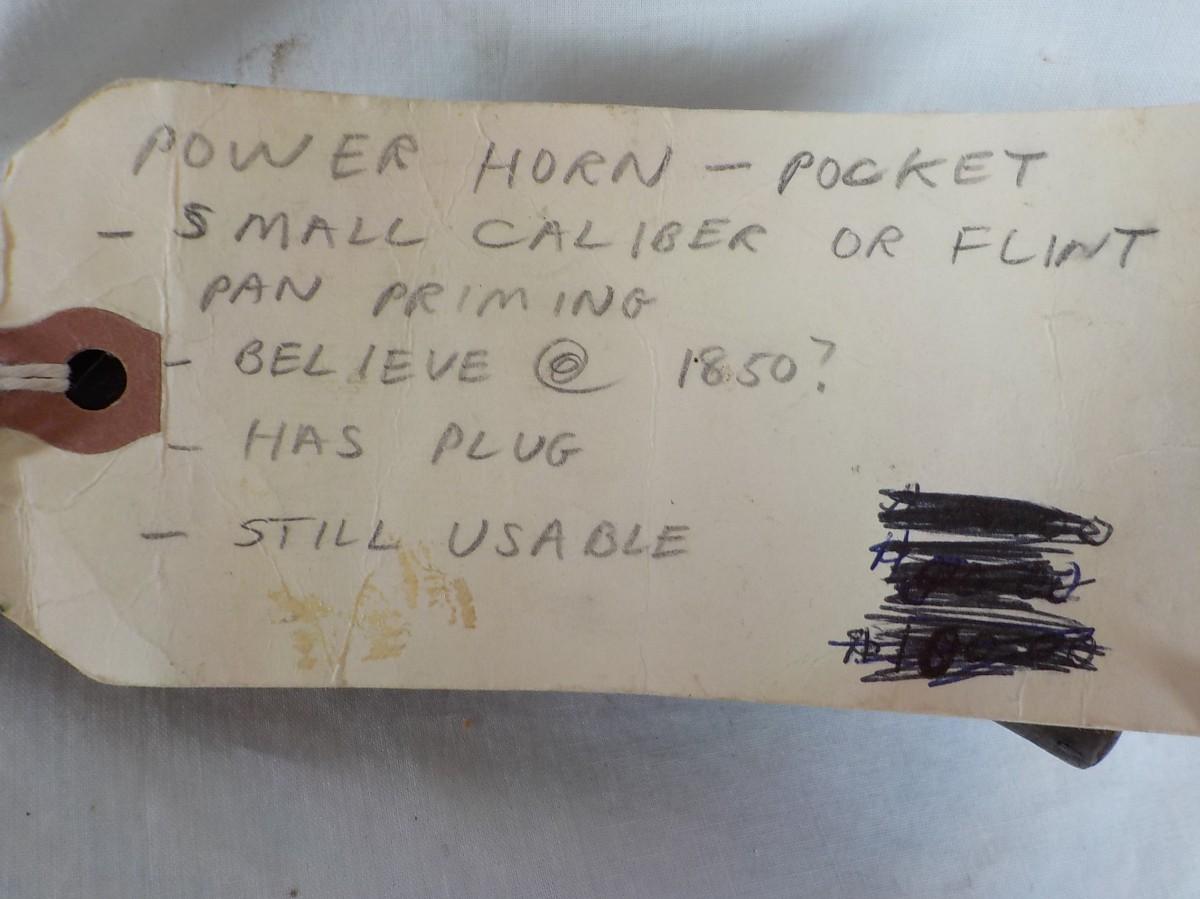 POWER HORN — POCKET
— SMALL CALIBER OR FLINT
PAN PRIMING
— BELIEVE @ 1850?
— HAS PLUG
— STILL USABLE